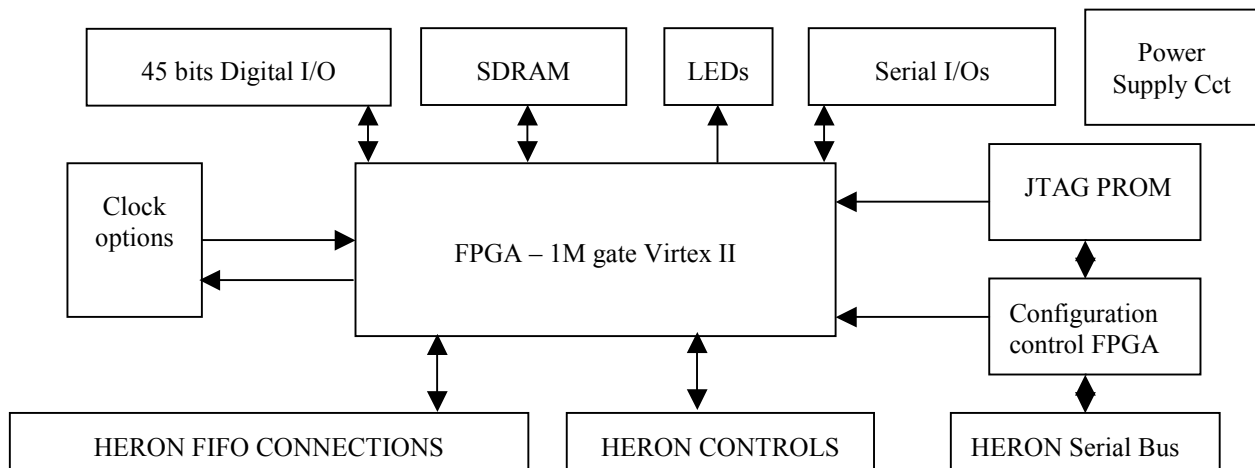 45 bits Digital I/O
SDRAM
LEDs
Serial I/Os
Power
Supply Cct
Clock
options
FPGA – 1M gate Virtex II
JTAG PROM
Configuration
control FPGA
HERON FIFO CONNECTIONS
HERON CONTROLS
HERON Serial Bus